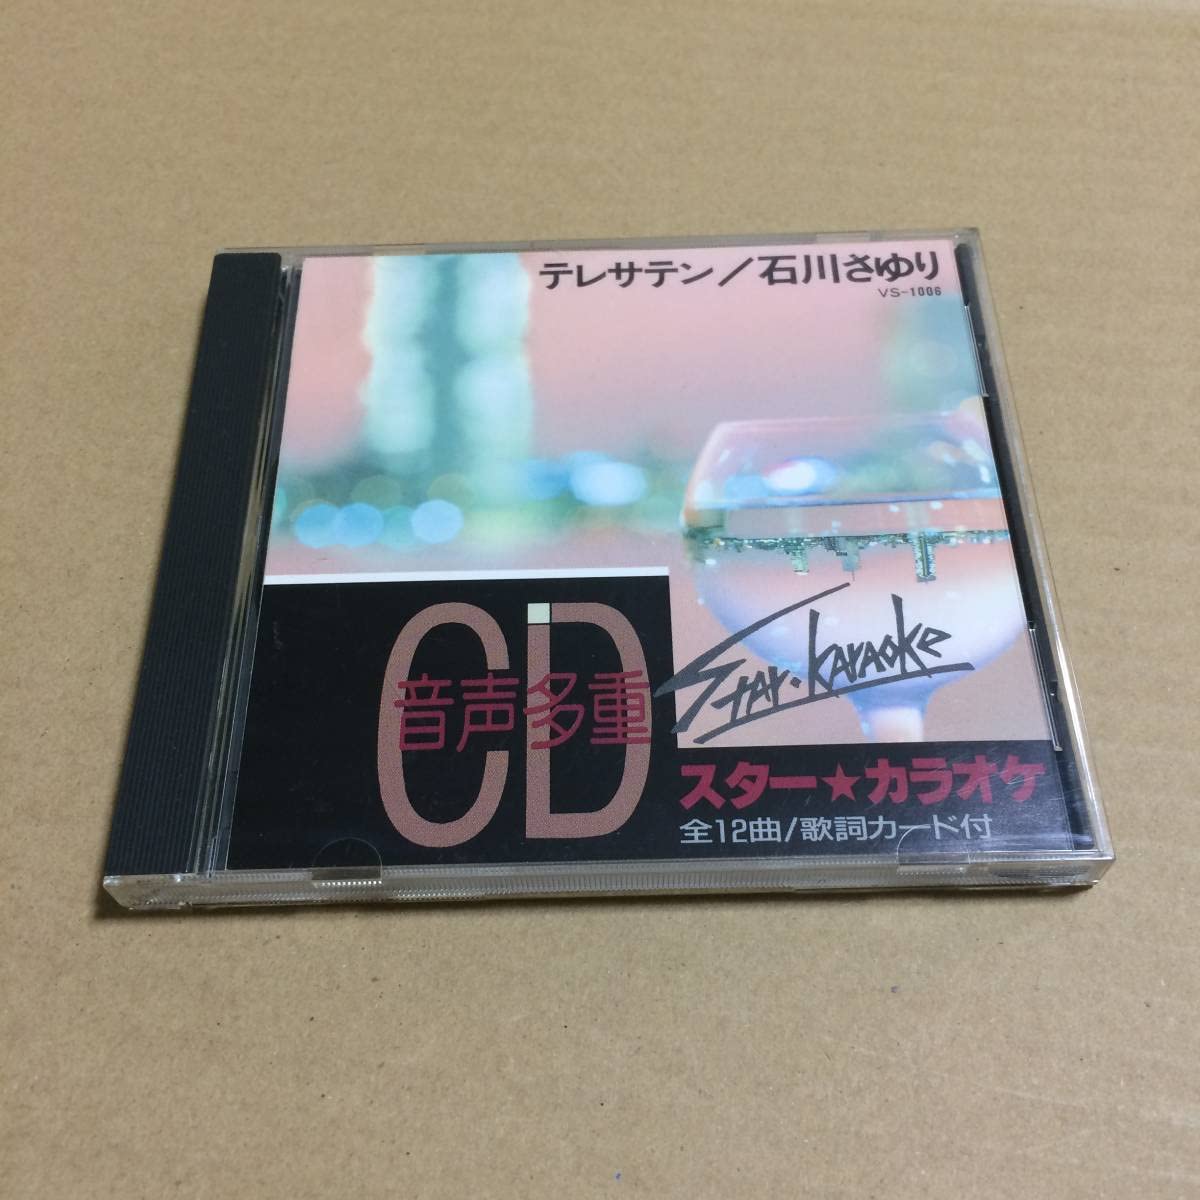 テレサテン／石川さゆり
VS-1006
CD
音声多重
Star・Karaoke
スター★カラオケ
全12曲/歌詞カード付